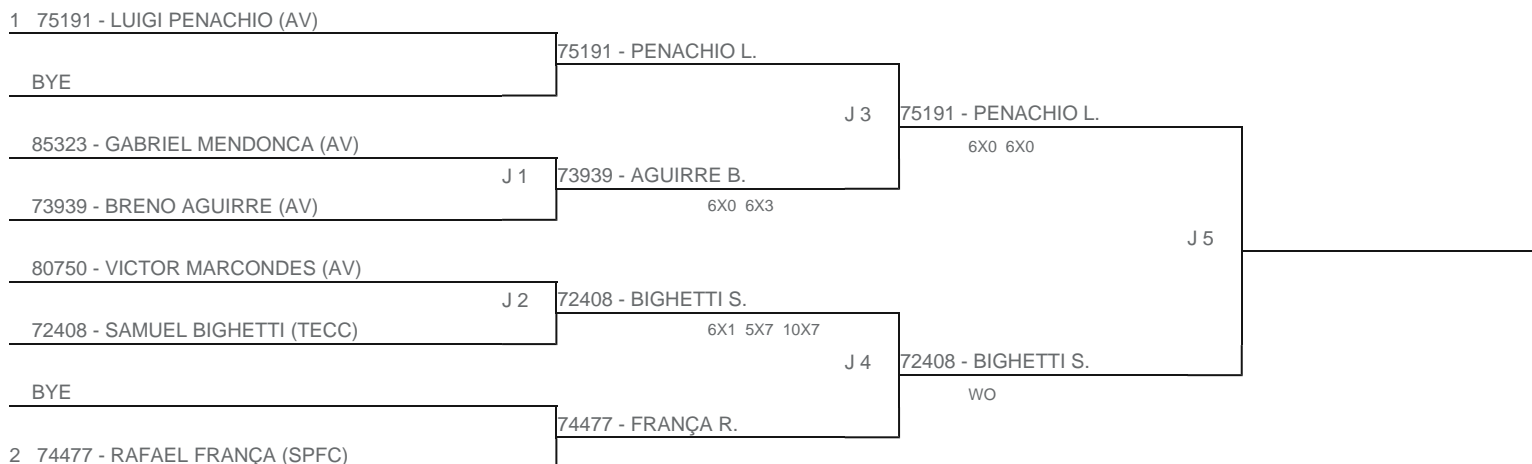 1 75191 - LUIGI PENACHIO (AV)
75191 - PENACHIO L.
BYE
J 3
75191 - PENACHIO L.
6X0 6X0
85323 - GABRIEL MENDONCA (AV)
J 1
73939 - AGUIRRE B.
6X0 6X3
73939 - BRENO AGUIRRE (AV)
J 5
80750 - VICTOR MARCONDES (AV)
J 2
72408 - BIGHETTI S.
6X1 5X7 10X7
72408 - SAMUEL BIGHETTI (TECC)
J 4
72408 - BIGHETTI S.
WO
BYE
74477 - FRANÇA R.
2 74477 - RAFAEL FRANÇA (SPFC)